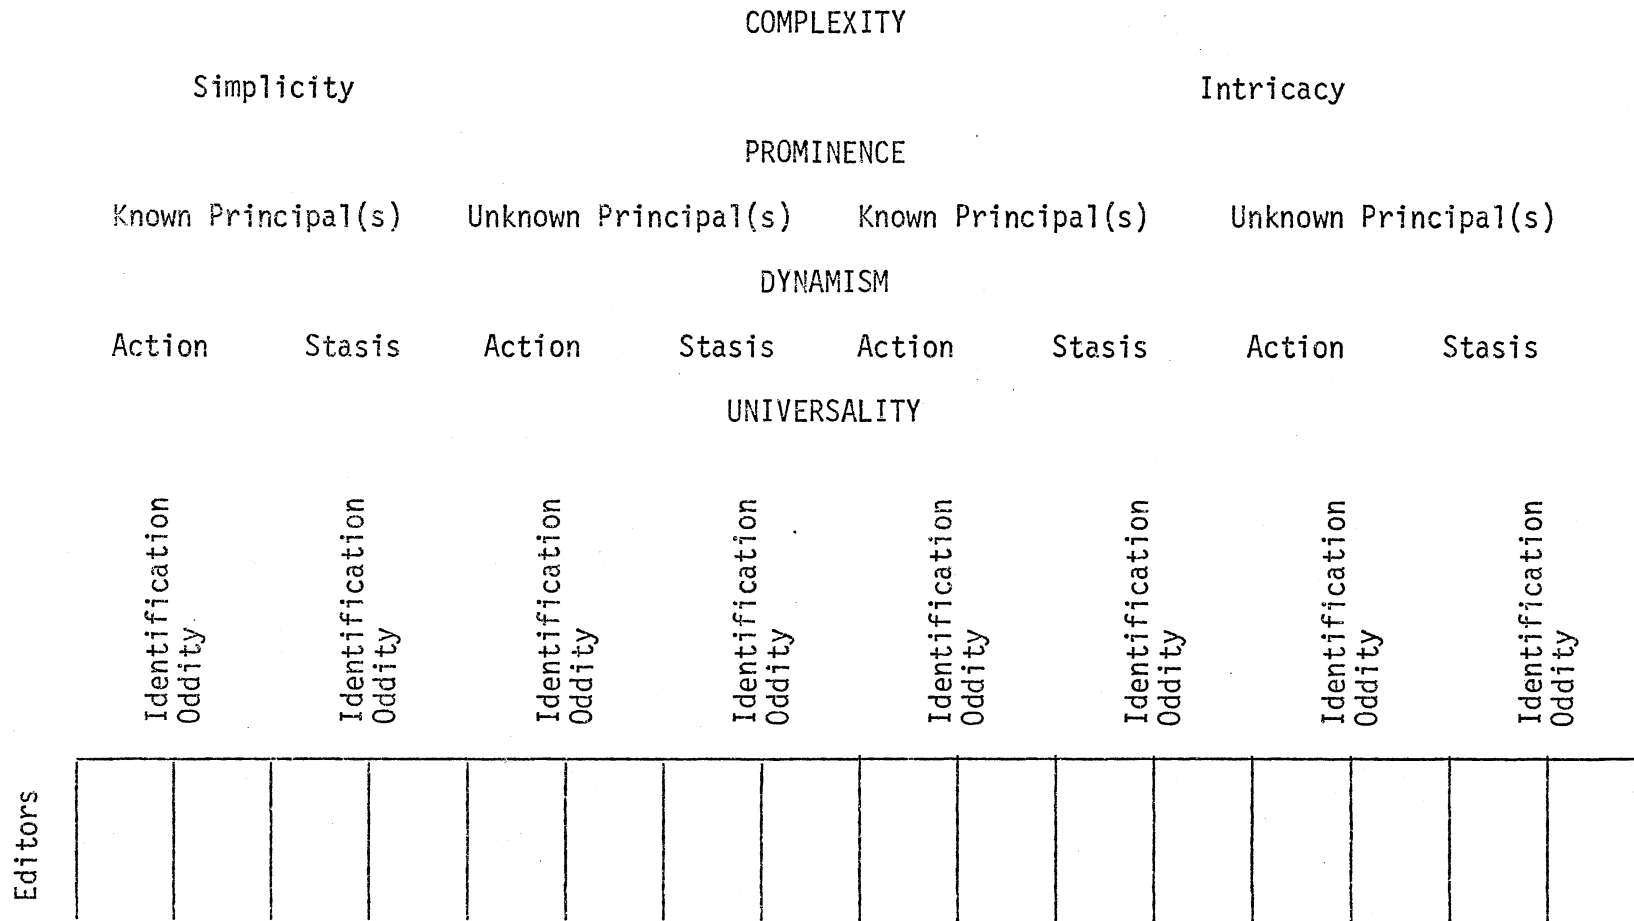 COMPLEXITY
Simplicity Intricacy
PROMINENCE
Known Principal(s) Unknown Principal(s) Known Principal(s) Unknown Principal(s)
DYNAMISM
Action Stasis Action Stasis Action Stasis Action Stasis
UNIVERSALITY
Identification
Oddity
Identification
Oddity
Identification
Oddity
Identification
Oddity
Identification
Oddity
Identification
Oddity
Identification
Oddity
Identification
Oddity
Editors